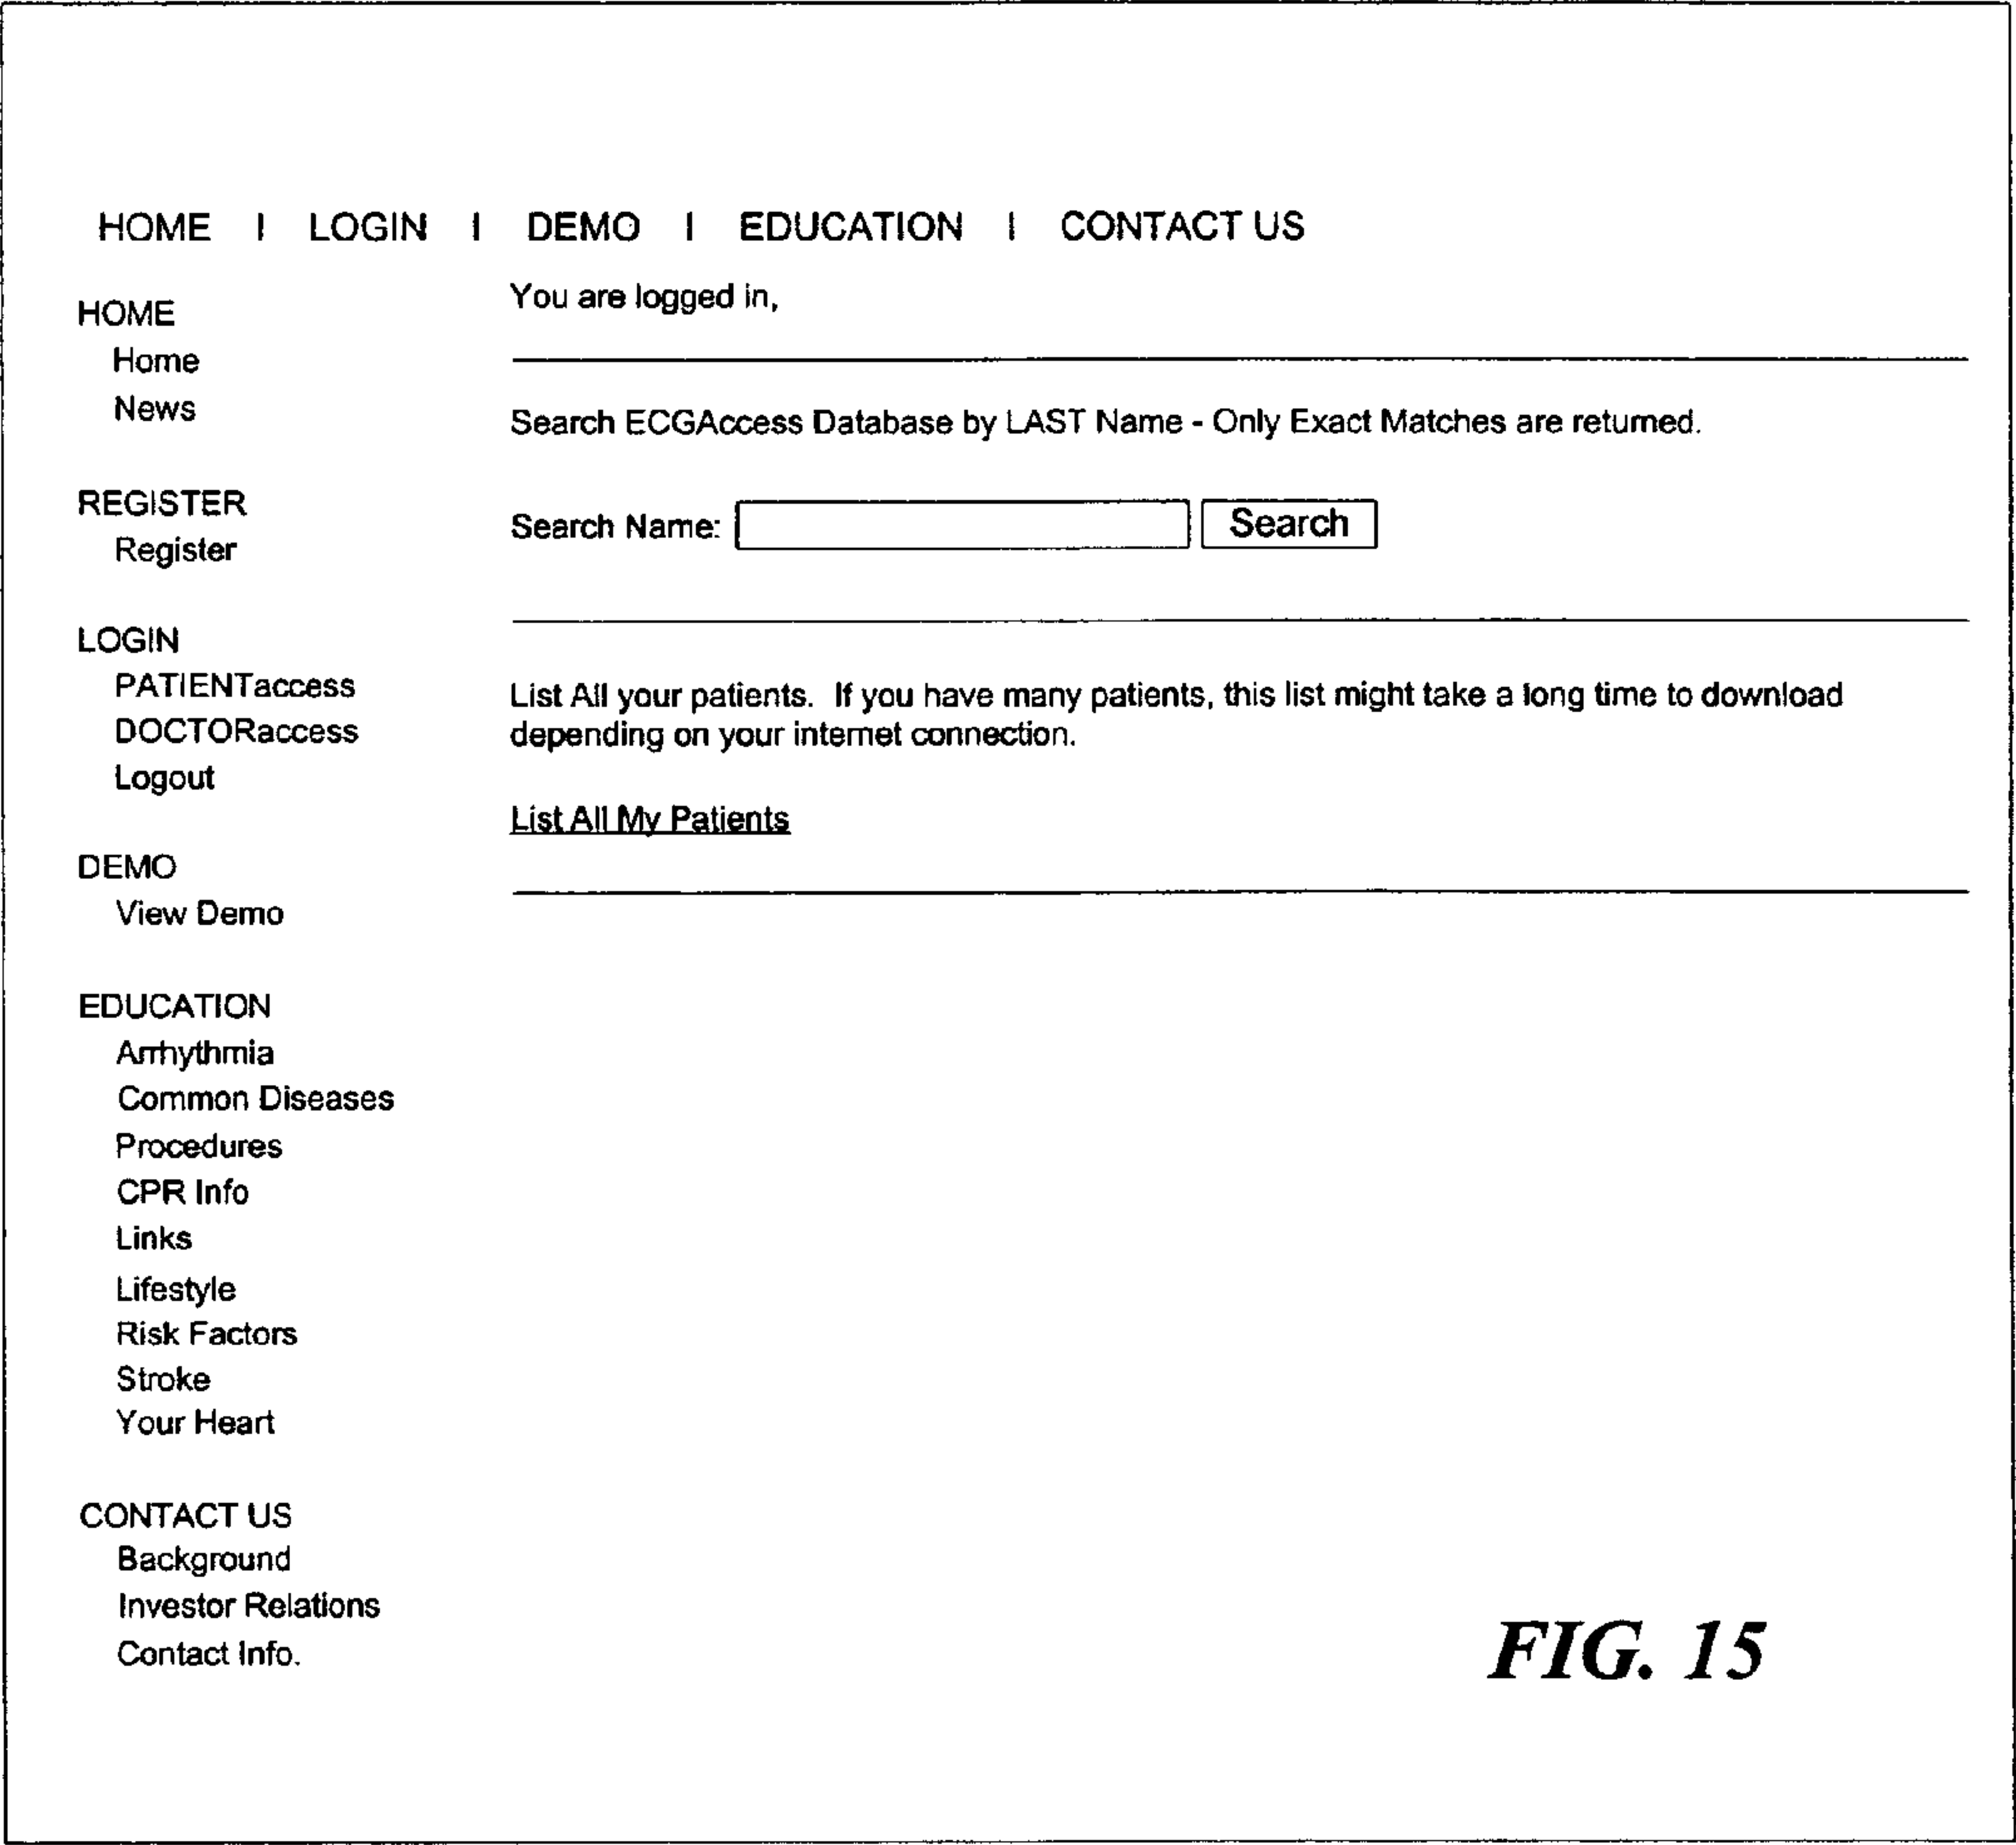 HOME | LOGIN | DEMO | EDUCATION | CONTACT US
HOME
Home
News
REGISTER
Register
LOGIN
PATIENTaccess
DOCTORaccess
Logout
DEMO
View Demo
EDUCATION
Arrhythmia
Common Diseases
Procedures
CPR Info
Links
Lifestyle
Risk Factors
Stroke
Your Heart
CONTACT US
Background
Investor Relations
Contact Info.
You are logged in,
Search ECGAccess Database by LAST Name - Only Exact Matches are returned.
Search Name: Search
List All your patients. If you have many patients, this list might take a long time to download
depending on your internet connection.
List All My Patients
FIG. 15